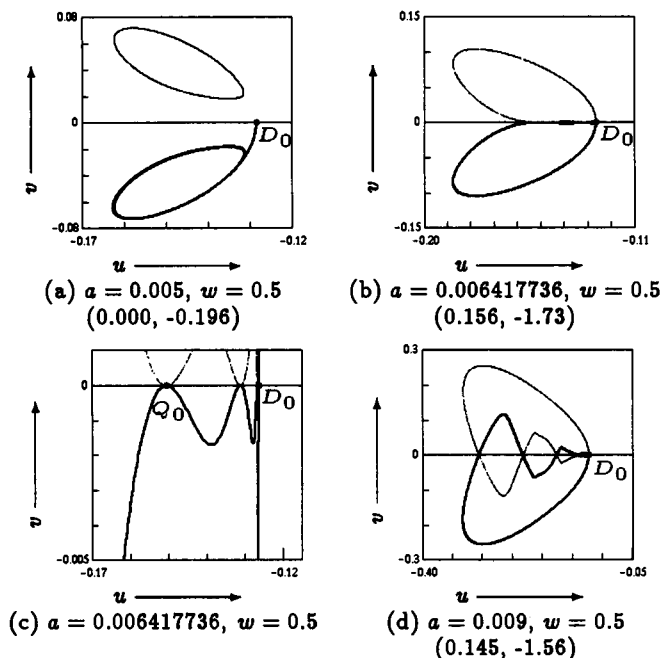 0.08
0
-0.08
v
D0
-0.17
-0.12
u
(a) a = 0.005, w = 0.5
(0.000, -0.196)
0.15
0
-0.15
v
D0
-0.20
-0.11
u
(b) a = 0.006417736, w = 0.5
(0.156, -1.73)
0
-0.005
v
Q0
D0
-0.17
-0.12
u
(c) a = 0.006417736, w = 0.5
0.3
0
-0.3
v
D0
-0.40
-0.05
u
(d) a = 0.009, w = 0.5
(0.145, -1.56)